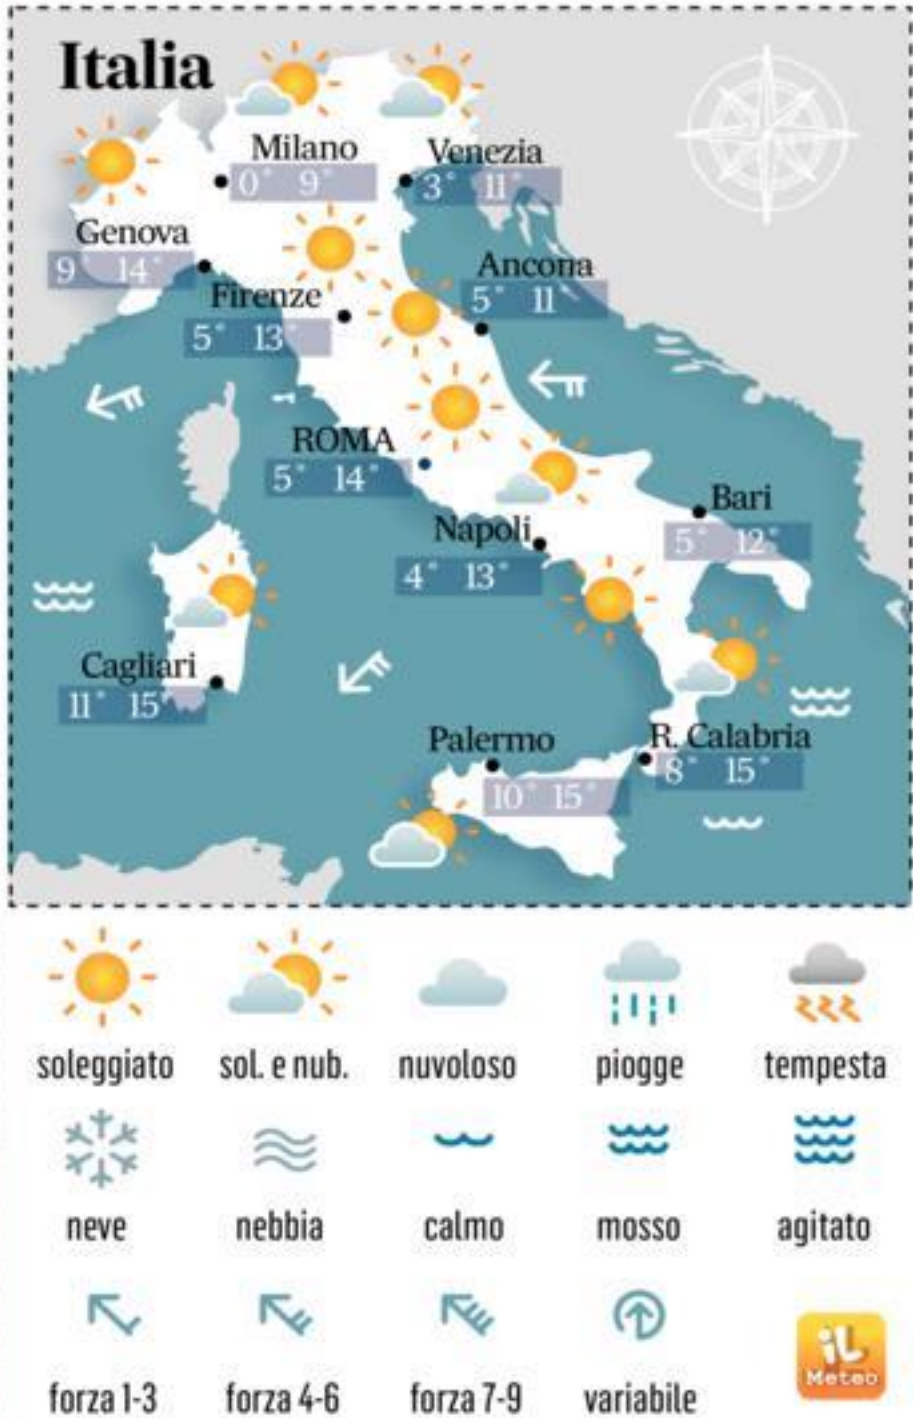 Italia
Milano
0° 9°
Venezia
3° 11°
Genova
9° 14°
Firenze
5° 13°
Ancona
5° 11°
ROMA
5° 14°
Bari
5° 12°
Napoli
4° 13°
Cagliari
11° 15°
Palermo
10° 15°
R. Calabria
8° 15°
soleggiato sol. e nub. nuvoloso piogge tempesta
neve nebbia calmo mosso agitato
forza 1-3 forza 4-6 forza 7-9 variabile
iL
Meteo